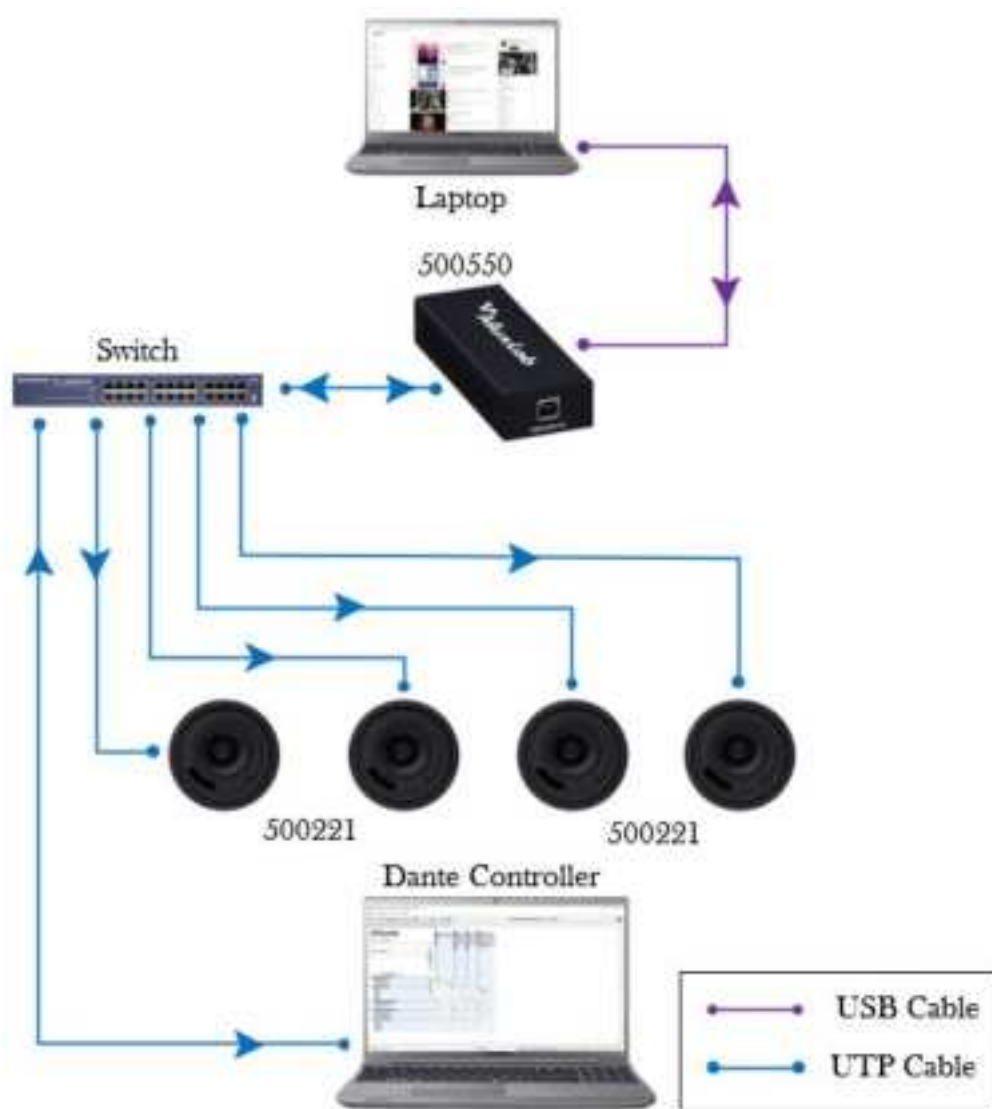 Laptop
500550
Switch
500221
500221
Dante Controller
USB Cable
UTP Cable